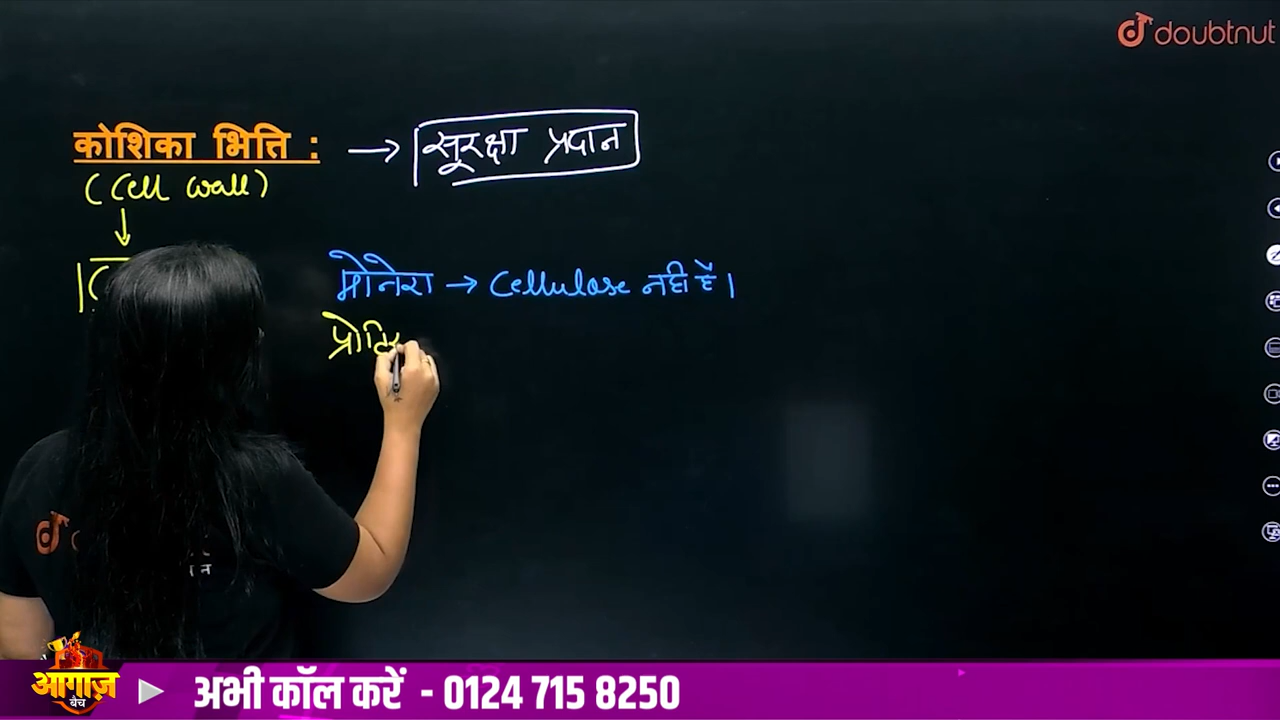 doubtnut
कोशिका भित्ति : → सुरक्षा प्रदान
(Cell wall)
मोनेरा → Cellulose नहीं है।
आगाज़
बैच
अभी कॉल करें - 0124 715 8250